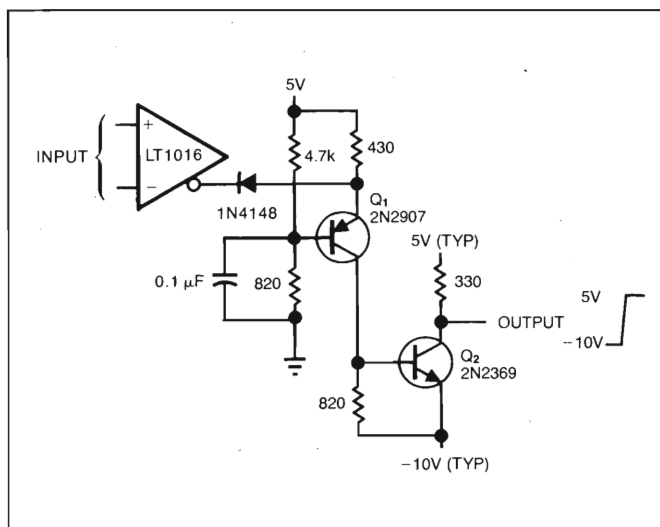 5V
4.7k
430
INPUT
+
−
LT1016
1N4148
Q1
2N2907
0.1 μF
820
5V (TYP)
330
OUTPUT
5V
−10V
Q2
2N2369
820
−10V (TYP)